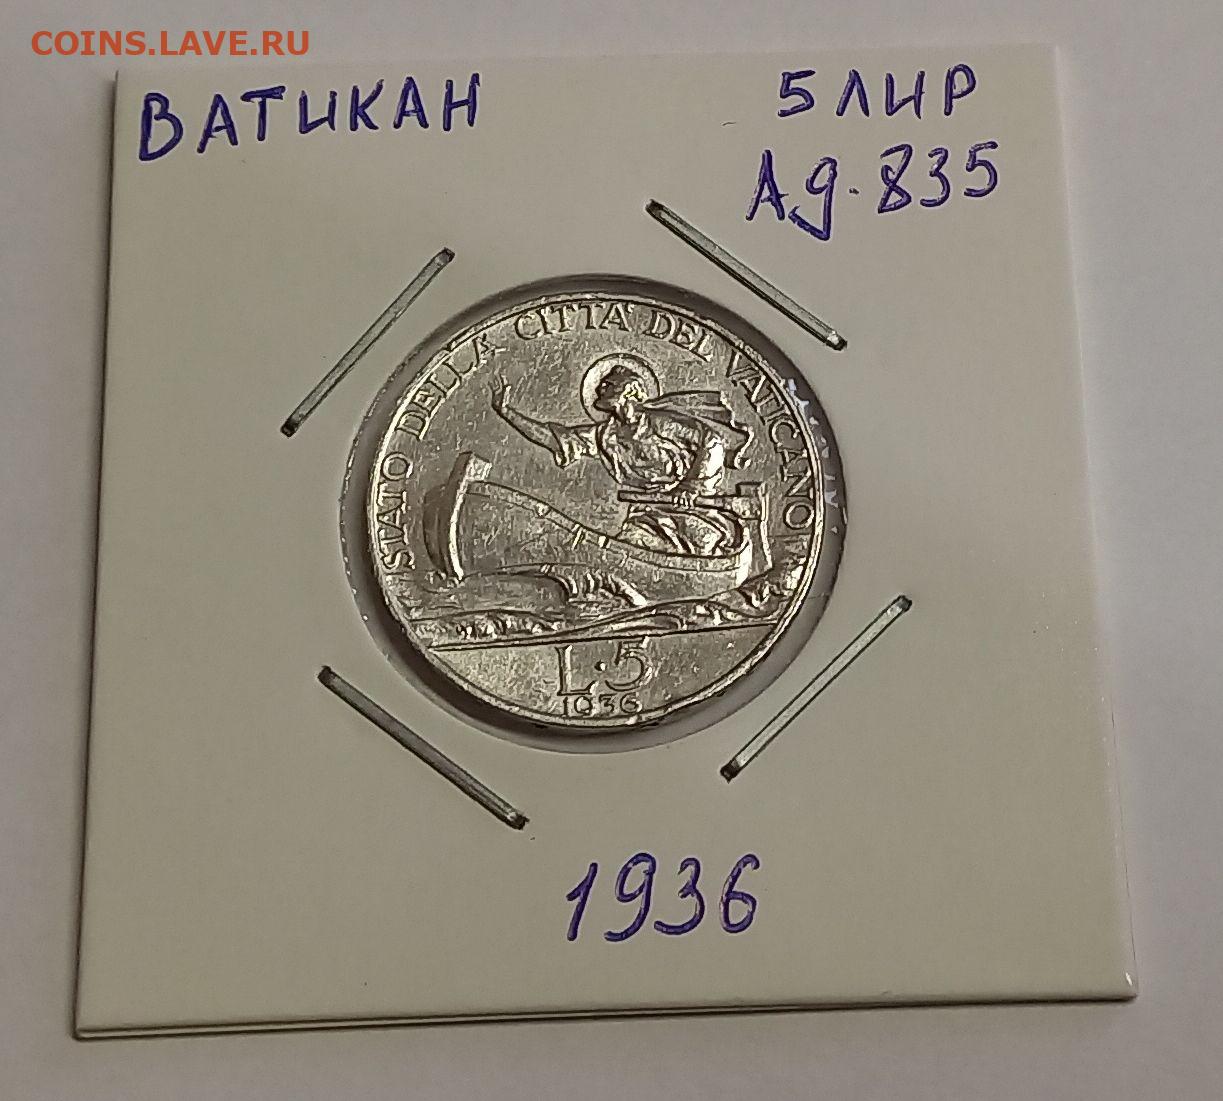 COINS.LAVE.RU
ВАТИКАН
5 ЛИР
Ag.835
STATO DELLA CITTA' DEL VATICANO
L·5
1936
1936